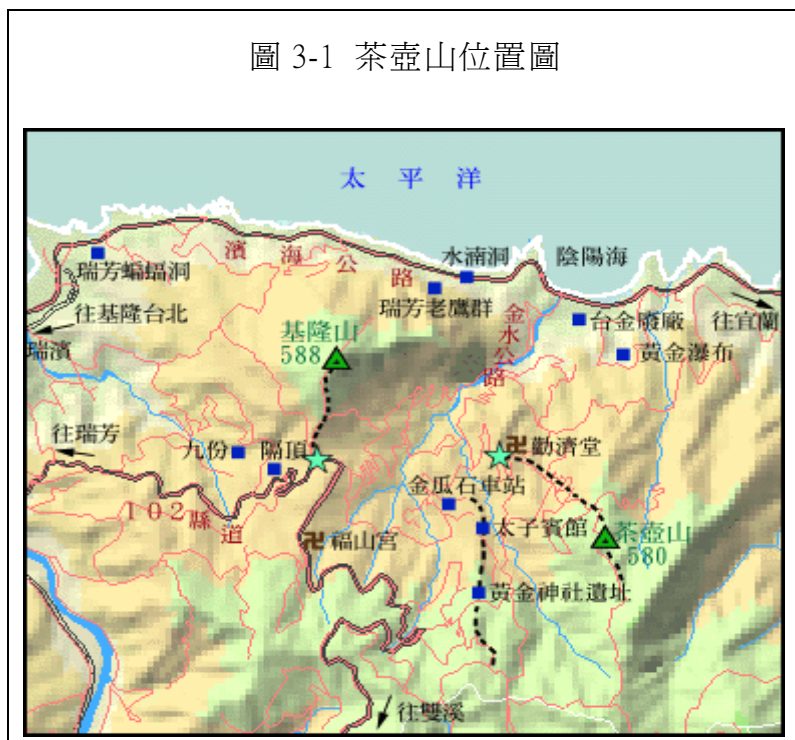 圖 3-1 茶壺山位置圖
太平洋
濱海公路
水湳洞
陰陽海
瑞芳蝙蝠洞
瑞芳老鷹群
金水公路
台金廢廠
往宜蘭
往基隆台北
瑞濱
基隆山
588
黃金瀑布
往瑞芳
九份
隔頂
卍勸濟堂
金瓜石車站
102縣道
太子賓館
茶壺山
580
卍福山宮
黃金神社遺址
往雙溪